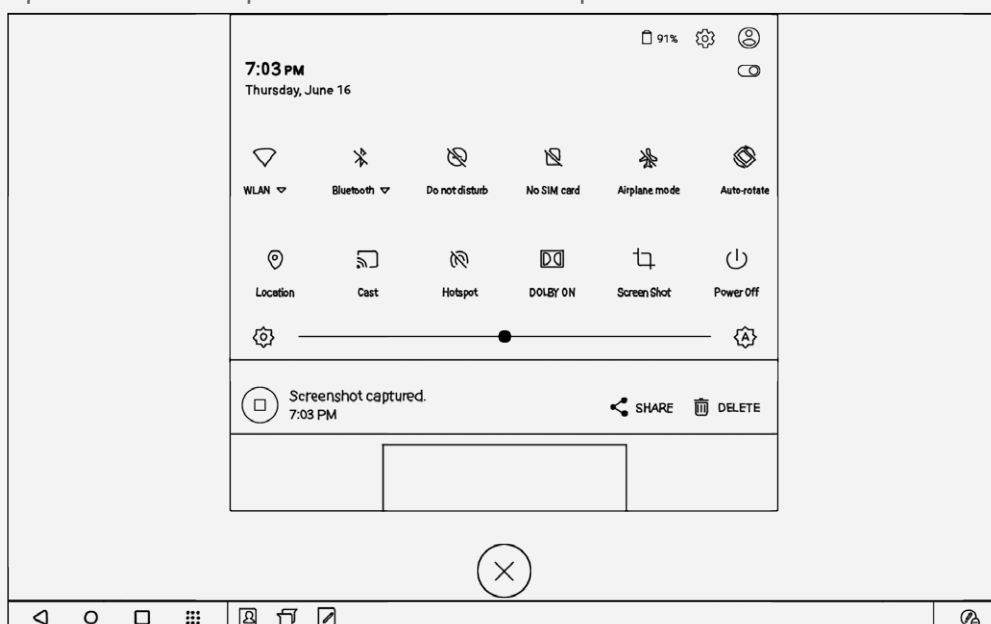 91%
7:03 PM
Thursday, June 16
WLAN Bluetooth Do not disturb No SIM card Airplane mode Auto-rotate
Location Cast Hotspot DOLBY ON Screen Shot Power Off
A
Screenshot captured.
7:03 PM
SHARE DELETE